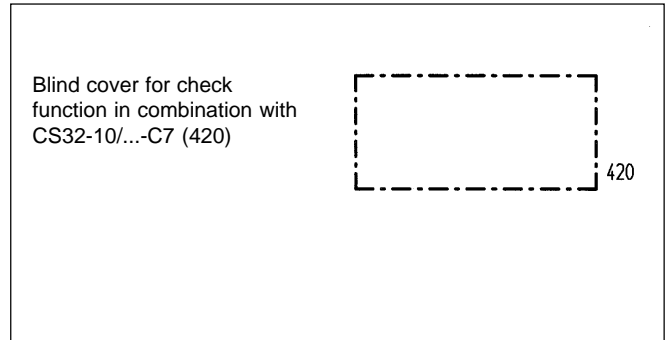 Blind cover for check
function in combination with
CS32-10/...-C7 (420)
420